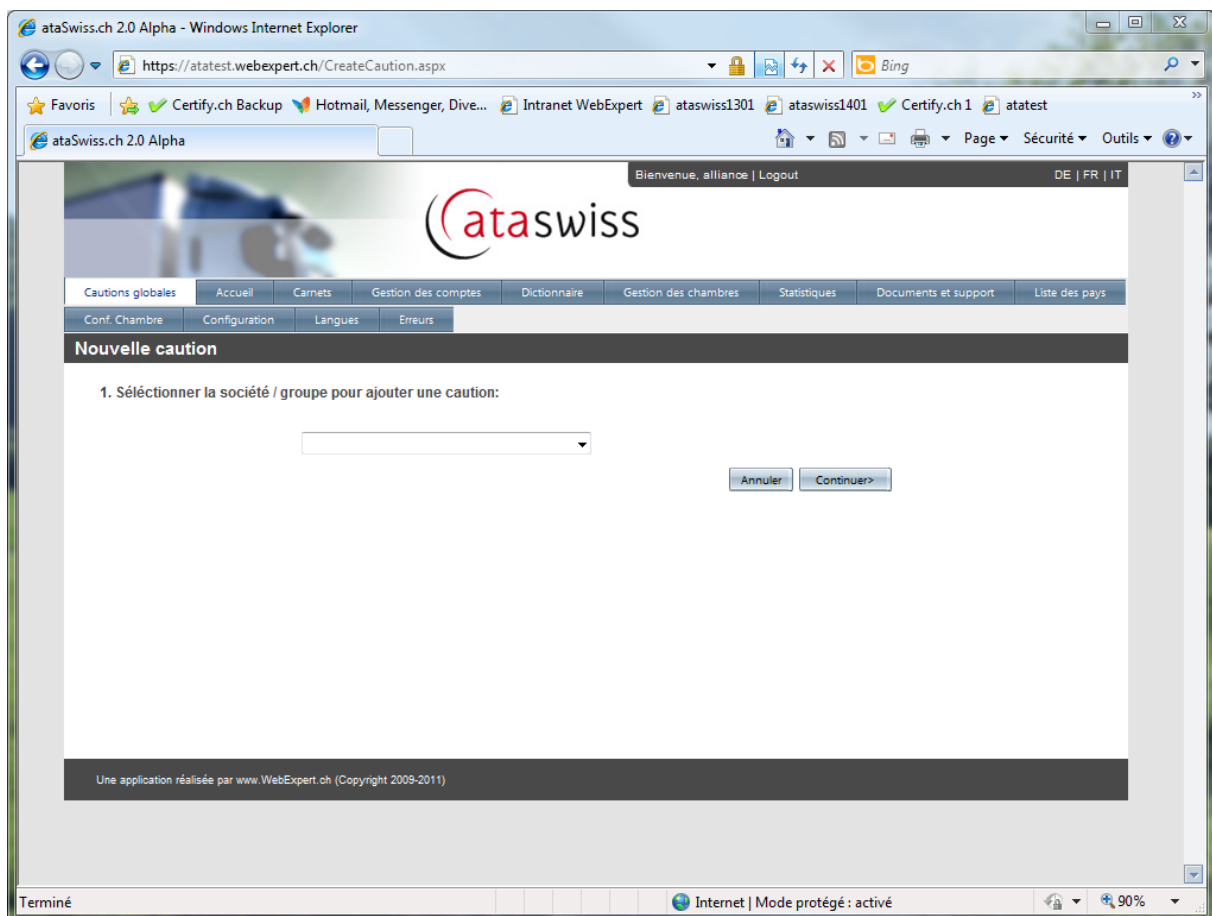 ataSwiss.ch 2.0 Alpha - Windows Internet Explorer
https://atatest.webexpert.ch/CreateCaution.aspx
Bing
Favoris Certify.ch Backup Hotmail, Messenger, Dive... Intranet WebExpert ataswiss1301 ataswiss1401 Certify.ch 1 atatest
ataSwiss.ch 2.0 Alpha Page Sécurité Outils
Bienvenue, alliance | Logout DE | FR | IT
ataswiss
Cautions globales Accueil Carnets Gestion des comptes Dictionnaire Gestion des chambres Statistiques Documents et support Liste des pays
Conf. Chambre Configuration Langues Erreurs
Nouvelle caution
1. Séléctionner la société / groupe pour ajouter une caution:
Annuler Continuer>
Une application réalisée par www.WebExpert.ch (Copyright 2009-2011)
Terminé Internet | Mode protégé : activé 90%